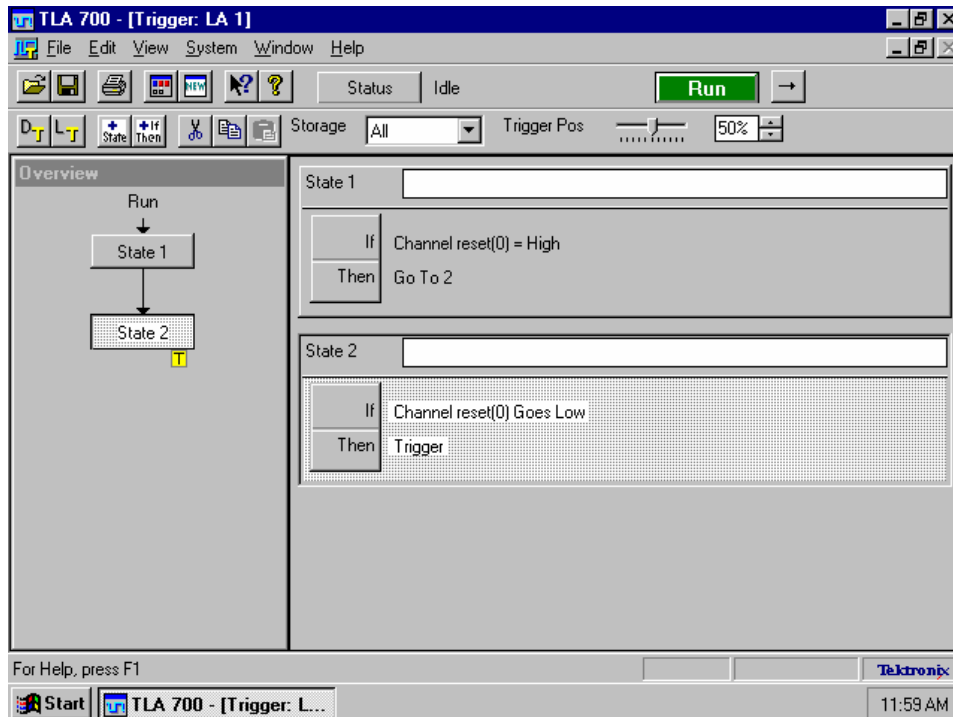 TLA 700 - [Trigger: LA 1]
File Edit View System Window Help
NEW ? ? Status Idle Run →
D T L T + State + If Then Storage All Trigger Pos 50%
Overview
Run
State 1
State 2
T
State 1
If Channel reset(0) = High
Then Go To 2
State 2
If Channel reset(0) Goes Low
Then Trigger
For Help, press F1 Tektronix
Start TLA 700 - [Trigger: L... 11:59 AM